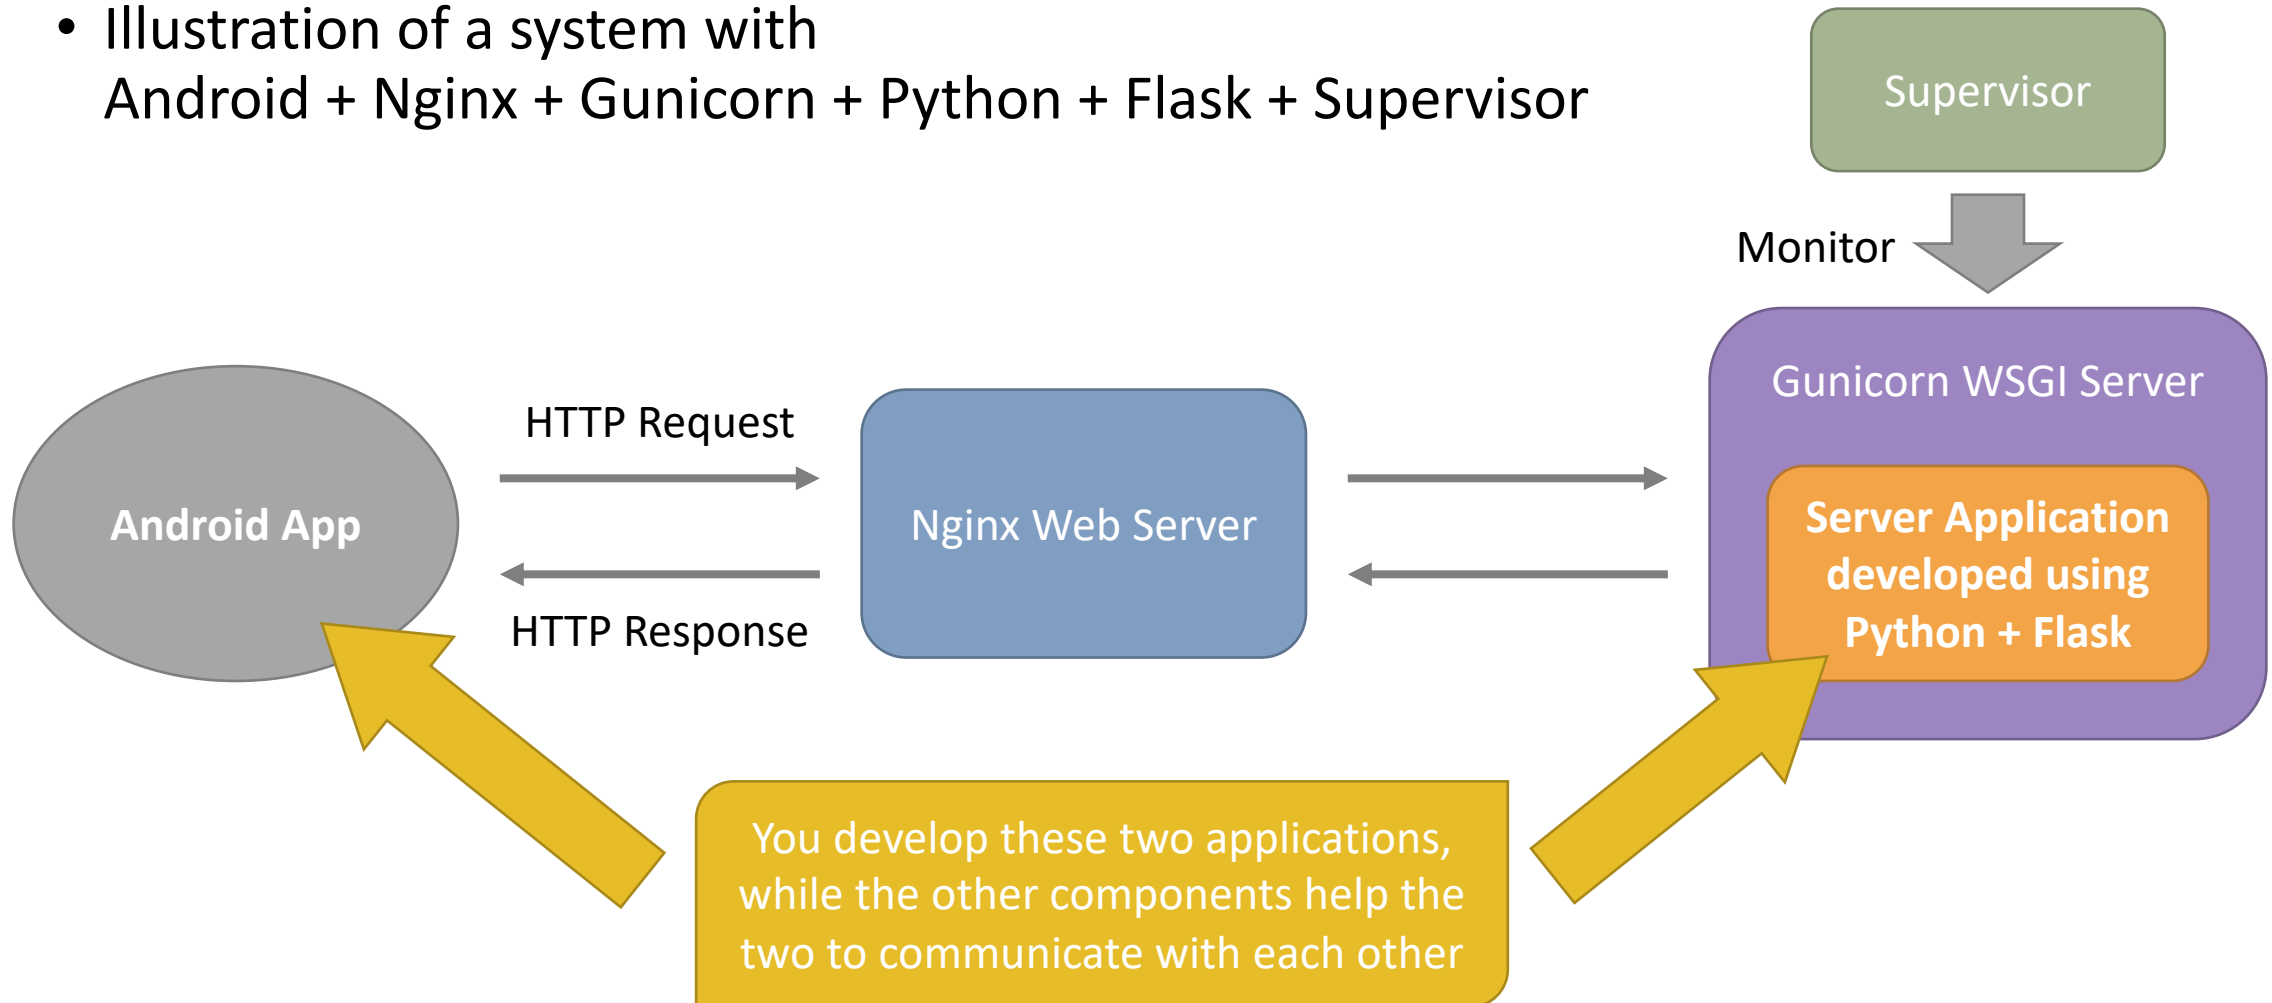 • Illustration of a system with
Android + Nginx + Gunicorn + Python + Flask + Supervisor
Supervisor
Monitor
Gunicorn WSGI Server
HTTP Request
Android App
Nginx Web Server
Server Application
developed using
Python + Flask
HTTP Response
You develop these two applications,
while the other components help the
two to communicate with each other